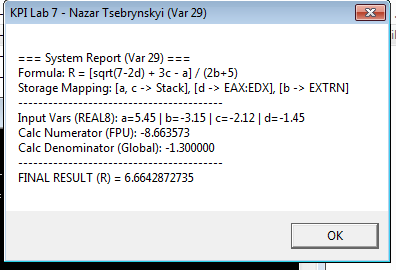 KPI Lab 7 - Nazar Tsebrynskyi (Var 29)
=== System Report (Var 29) ===
Formula: R = [sqrt(7-2d) + 3c - a] / (2b+5)
Storage Mapping: [a, c -> Stack], [d -> EAX:EDX], [b -> EXTRN]
----------------------------------------
Input Vars (REAL8): a=5.45 | b=-3.15 | c=-2.12 | d=-1.45
Calc Numerator (FPU): -8.663573
Calc Denominator (Global): -1.300000
----------------------------------------
FINAL RESULT (R) = 6.6642872735
OK